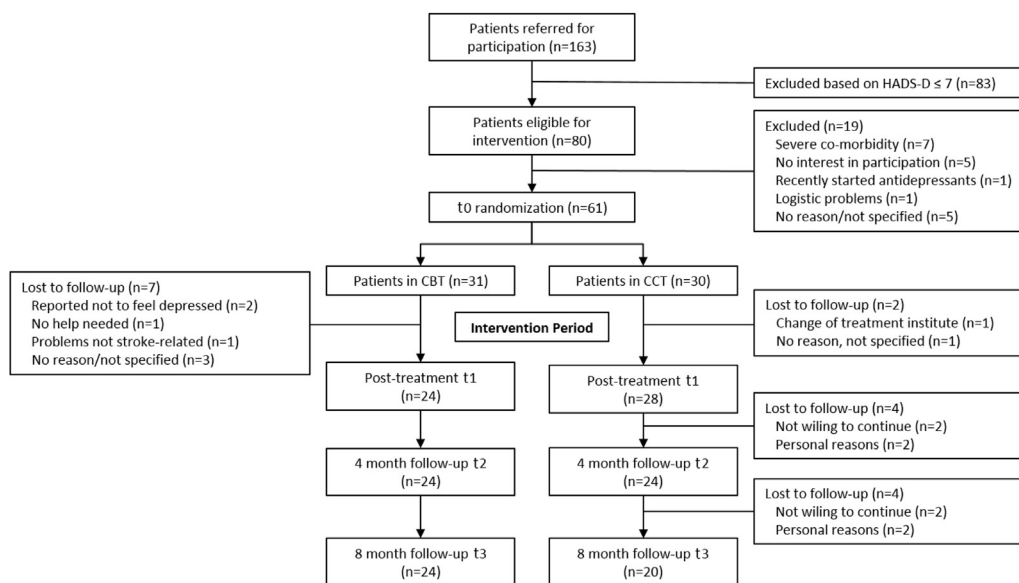 Patients referred for
participation (n=163)
Excluded based on HADS-D ≤ 7 (n=83)
Patients eligible for
intervention (n=80)
Excluded (n=19)
Severe co-morbidity (n=7)
No interest in participation (n=5)
Recently started antidepressants (n=1)
Logistic problems (n=1)
No reason/not specified (n=5)
t0 randomization (n=61)
Patients in CBT (n=31)
Patients in CCT (n=30)
Lost to follow-up (n=7)
Reported not to feel depressed (n=2)
No help needed (n=1)
Problems not stroke-related (n=1)
No reason/not specified (n=3)
Intervention Period
Lost to follow-up (n=2)
Change of treatment institute (n=1)
No reason, not specified (n=1)
Post-treatment t1
(n=24)
Post-treatment t1
(n=28)
Lost to follow-up (n=4)
Not wiling to continue (n=2)
Personal reasons (n=2)
4 month follow-up t2
(n=24)
4 month follow-up t2
(n=24)
Lost to follow-up (n=4)
Not wiling to continue (n=2)
Personal reasons (n=2)
8 month follow-up t3
(n=24)
8 month follow-up t3
(n=20)